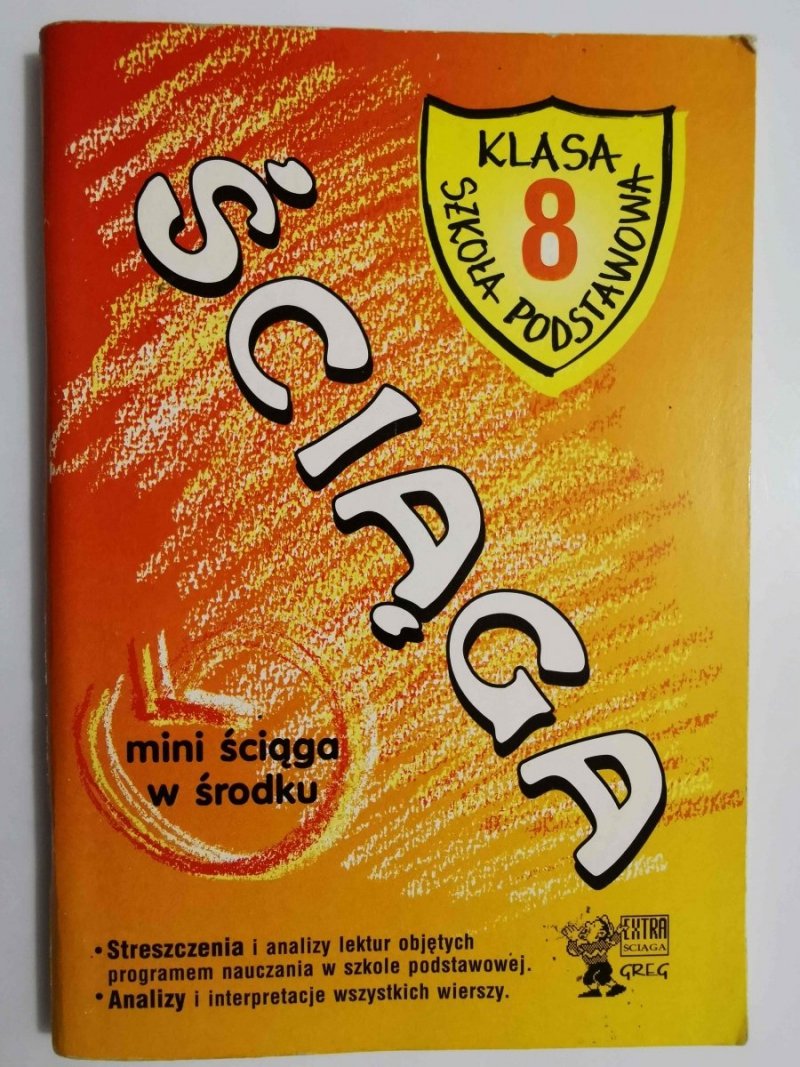 KLASA
8
SZKOŁA PODSTAWOWA
ŚCIĄGA
mini ściąga
w środku
• Streszczenia i analizy lektur objętych
programem nauczania w szkole podstawowej.
• Analizy i interpretacje wszystkich wierszy.
EXTRA
ŚCIĄGA
GREG